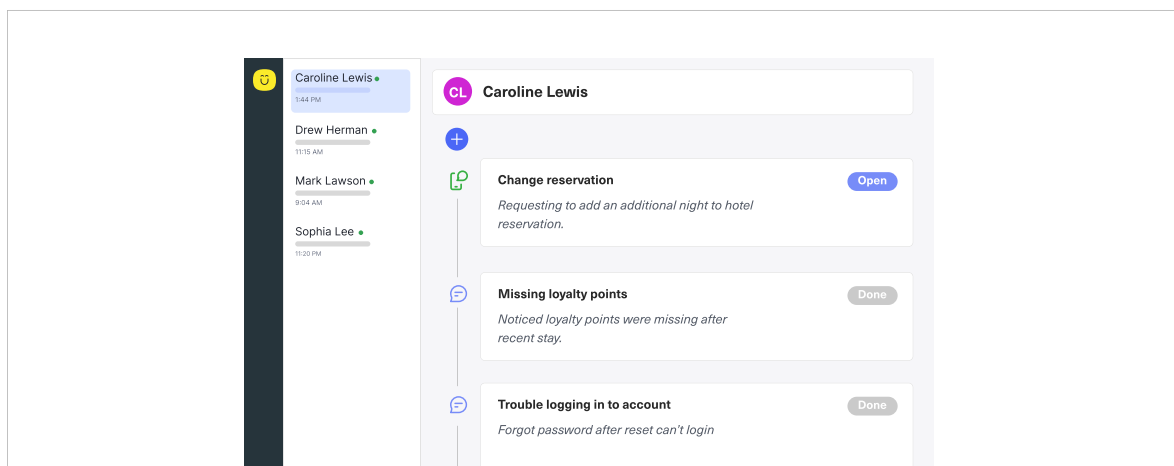 Caroline Lewis
1:44 PM
Drew Herman
11:15 AM
Mark Lawson
9:04 AM
Sophia Lee
11:20 PM
CL
Caroline Lewis
Change reservation
Open
Requesting to add an additional night to hotel
reservation.
Missing loyalty points
Done
Noticed loyalty points were missing after
recent stay.
Trouble logging in to account
Done
Forgot password after reset can't login